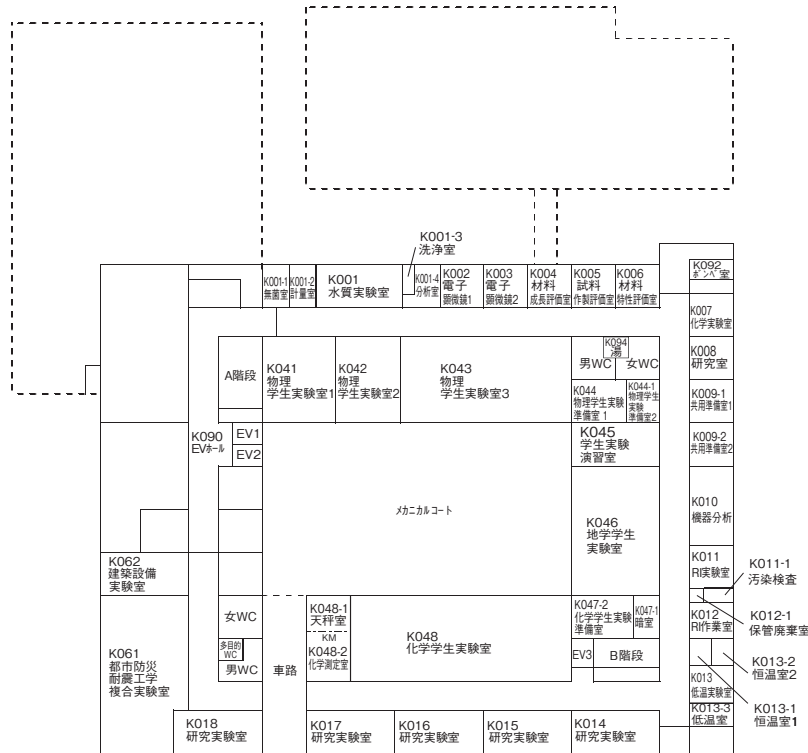 K001-3
洗浄室
K001-1
無菌室
K001-2
計量室
K001
水質実験室
K001-4
分析室
K002
電子
顕微鏡1
K003
電子
顕微鏡2
K004
材料
成長評価室
K005
試料
作製評価室
K006
材料
特性評価室
K092
ボンベ室
K007
化学実験室
A階段
K041
物理
学生実験室1
K042
物理
学生実験室2
K043
物理
学生実験室3
K094
湯
男WC
女WC
K008
研究室
K044
物理学生実験
準備室 1
K044-1
物理学生
実験
準備室2
K009-1
共用準備室1
K090
EVホール
EV1
EV2
K045
学生実験
演習室
K009-2
共用準備室2
メカニカルコート
K046
地学学生
実験室
K010
機器分析
K062
建築設備
実験室
K011
RI実験室
K011-1
汚染検査
女WC
多目的
WC
男WC
車路
K048-1
天秤室
KM
K048-2
化学測定室
K048
化学学生実験室
K047-2
化学学生実験
準備室
K047-1
暗室
K012
RI作業室
K012-1
保管廃棄室
K061
都市防災
耐震工学
複合実験室
EV3
B階段
K013-2
恒温室2
K013
低温実験室
K013-1
恒温室1
K013-3
低温室
K018
研究実験室
K017
研究実験室
K016
研究実験室
K015
研究実験室
K014
研究実験室